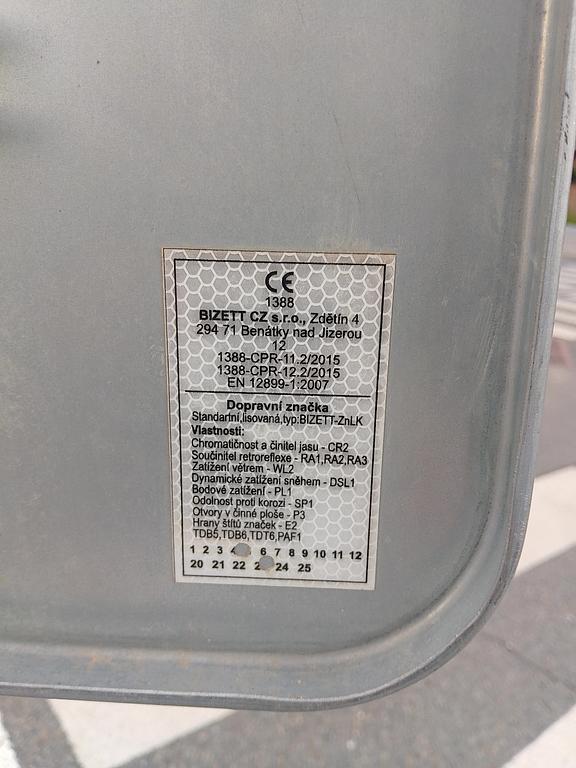 CE
1388
BIZETT CZ s.r.o., Zdětín 4
294 71 Benátky nad Jizerou
12
1388-CPR-11.2/2015
1388-CPR-12.2/2015
EN 12899-1:2007
Dopravní značka
Standartní,lisovaná,typ:BIZETT-ZnLK
Vlastnosti:
Chromatičnost a činitel jasu - CR2
Součinitel retroreflexe - RA1,RA2,RA3
Zatížení větrem - WL2
Dynamické zatížení sněhem - DSL1
Bodové zatížení - PL1
Odolnost proti korozi - SP1
Otvory v činné ploše - P3
Hrany štítů značek - E2
TDB5,TDB6,TDT6,PAF1
1 2 3 4 6 7 8 9 10 11 12
20 21 22 24 25